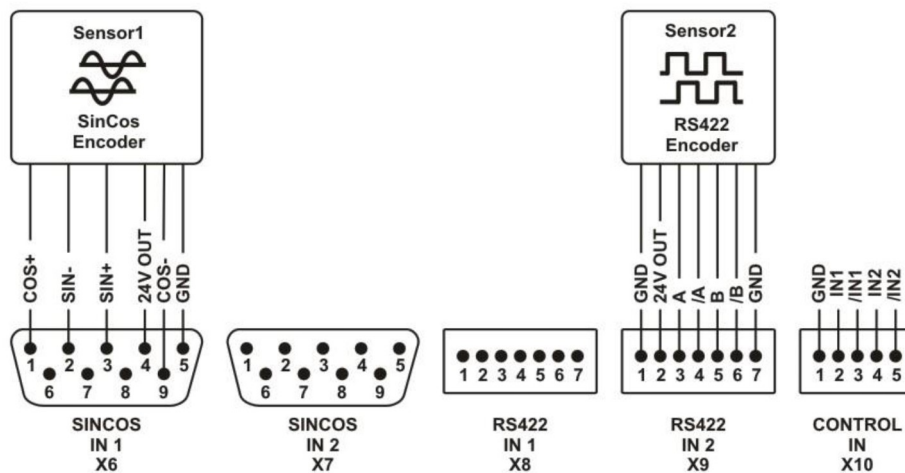 Sensor1
SinCos
Encoder
Sensor2
RS422
Encoder
COS+
SIN-
SIN+
24V OUT
COS-
GND
GND
24V OUT
A
/A
B
/B
GND
GND
IN1
/IN1
IN2
/IN2
1 2 3 4 5
6 7 8 9
1 2 3 4 5
6 7 8 9
1 2 3 4 5 6 7
1 2 3 4 5 6 7
1 2 3 4 5
SINCOS
IN 1
X6
SINCOS
IN 2
X7
RS422
IN 1
X8
RS422
IN 2
X9
CONTROL
IN
X10